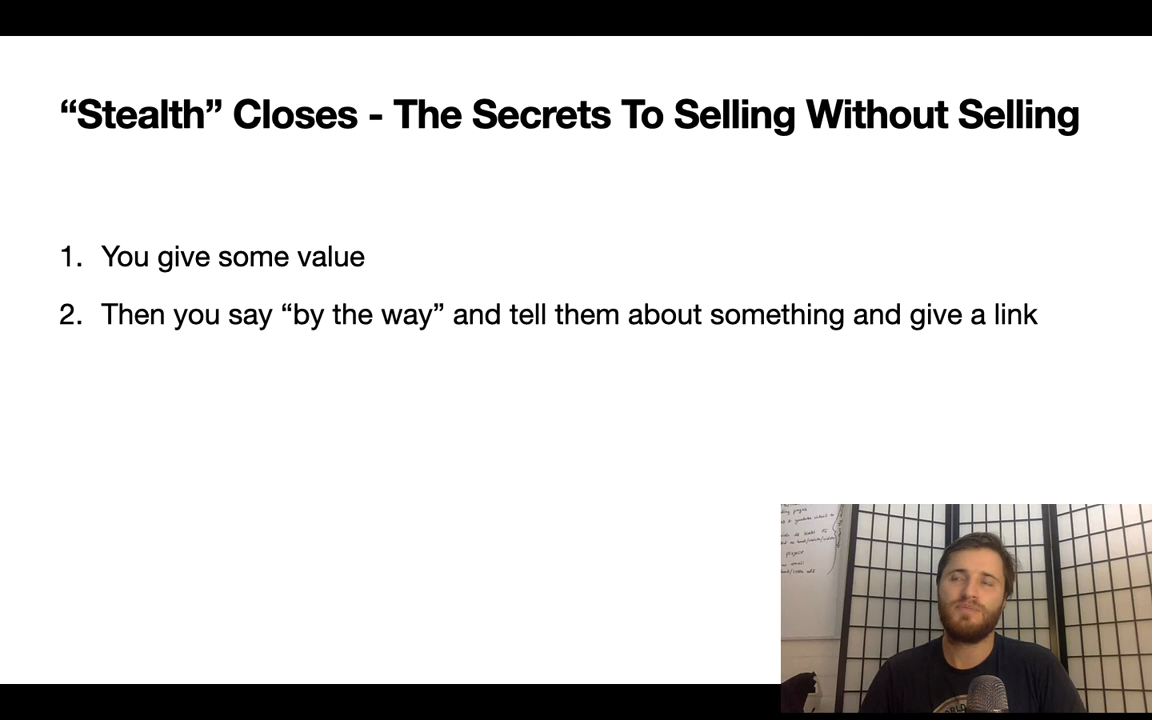 “Stealth” Closes - The Secrets To Selling Without Selling
1. You give some value
2. Then you say “by the way” and tell them about something and give a link
project